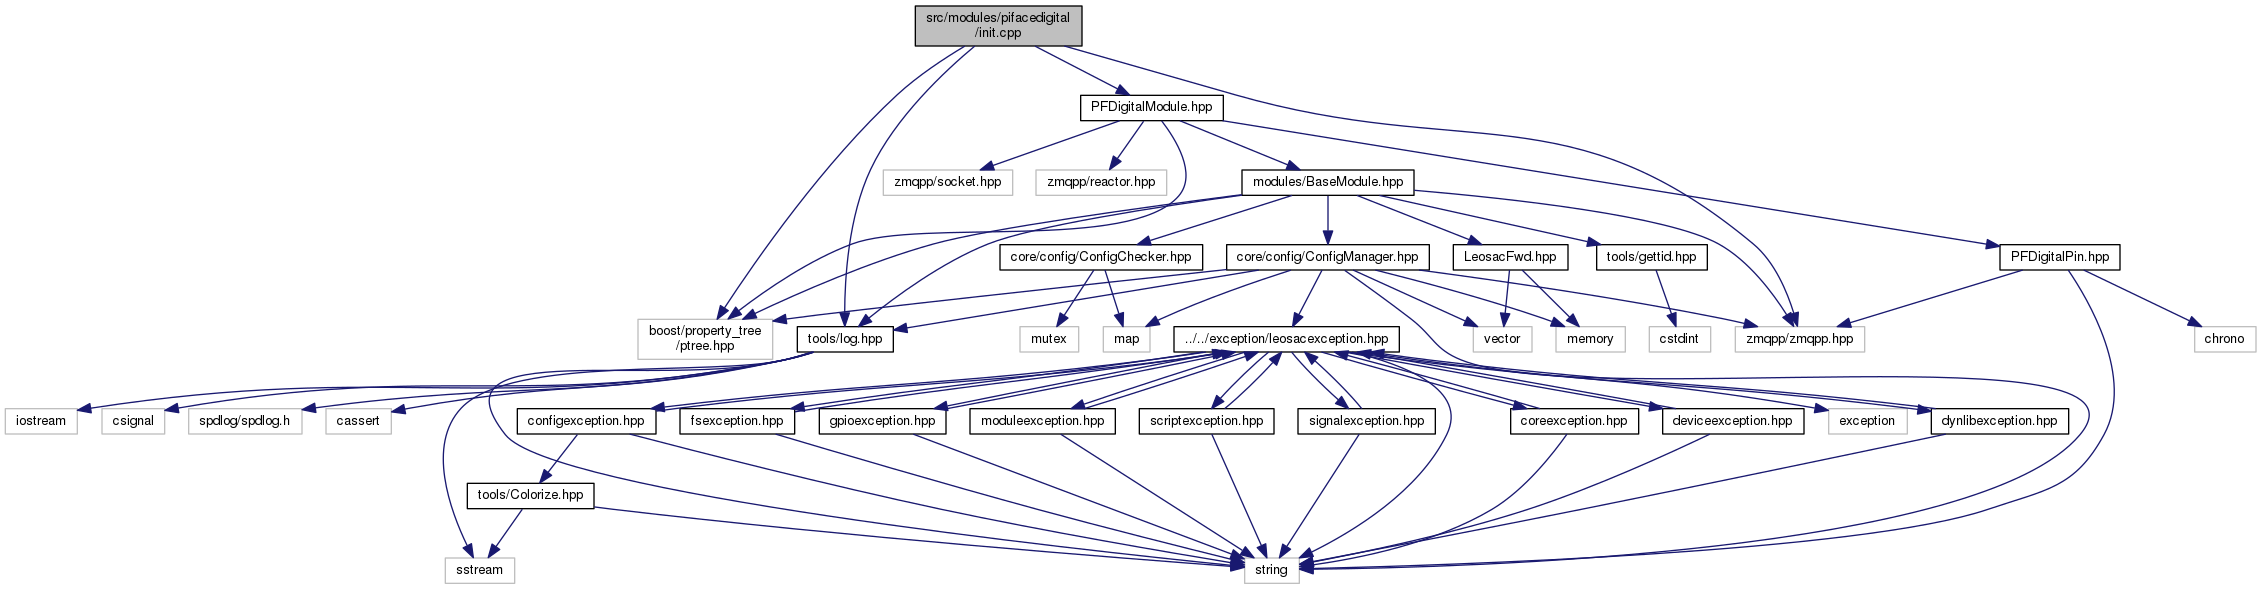 src/modules/pifacedigital
/init.cpp
PFDigitalModule.hpp
zmqpp/socket.hpp
zmqpp/reactor.hpp
modules/BaseModule.hpp
core/config/ConfigChecker.hpp
core/config/ConfigManager.hpp
LeosacFwd.hpp
tools/gettid.hpp
PFDigitalPin.hpp
boost/property_tree
/ptree.hpp
tools/log.hpp
mutex
map
../../exception/leosacexception.hpp
vector
memory
cstdint
zmqpp/zmqpp.hpp
chrono
iostream
csignal
spdlog/spdlog.h
cassert
configexception.hpp
fsexception.hpp
gpioexception.hpp
moduleexception.hpp
scriptexception.hpp
signalexception.hpp
coreexception.hpp
deviceexception.hpp
exception
dynlibexception.hpp
tools/Colorize.hpp
sstream
string